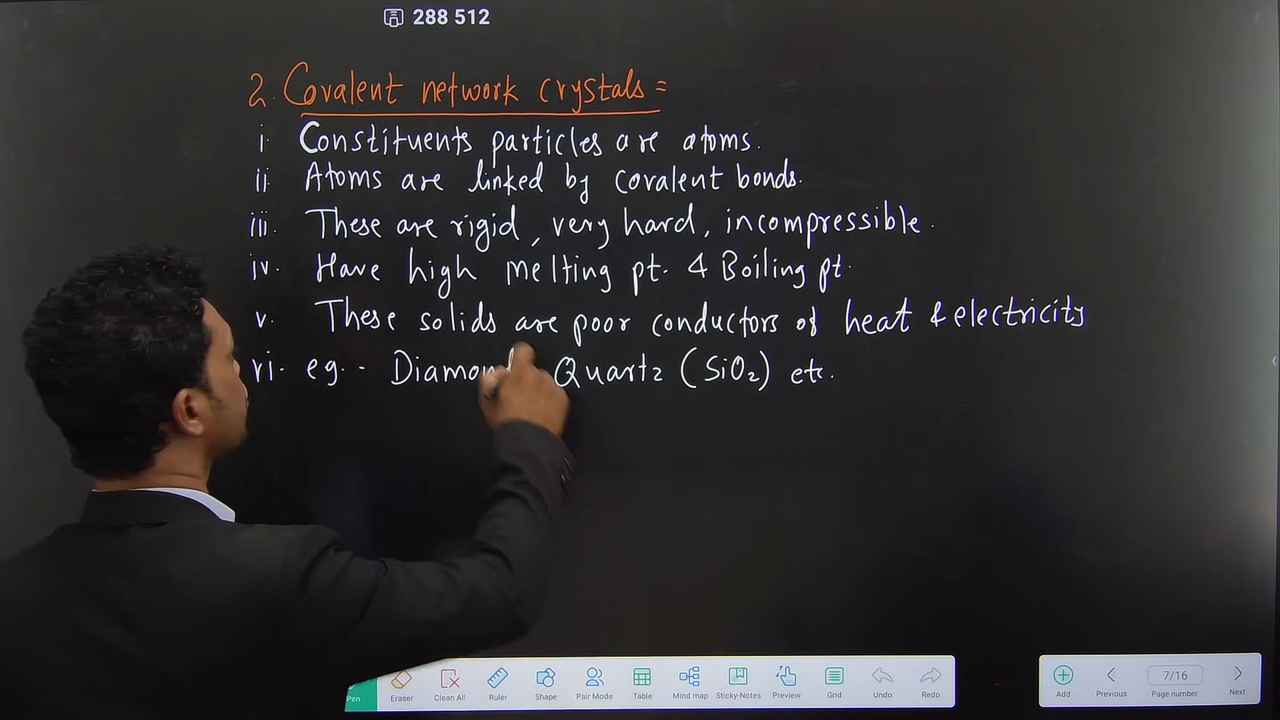 288 512
2. Covalent network crystals =
i. Constituents particles are atoms.
ii. Atoms are linked by covalent bonds.
iii. These are rigid, very hard, incompressible.
iv. Have high melting pt. & Boiling pt.
v. These solids are poor conductors of heat & electricity
vi. eg. - Diamond Quartz (SiO₂) etc.
Pen Eraser Clean All Ruler Shape Pair Mode Table Mind map Sticky-Notes Preview Grid Undo Redo Add Previous 7/16 Page number Next